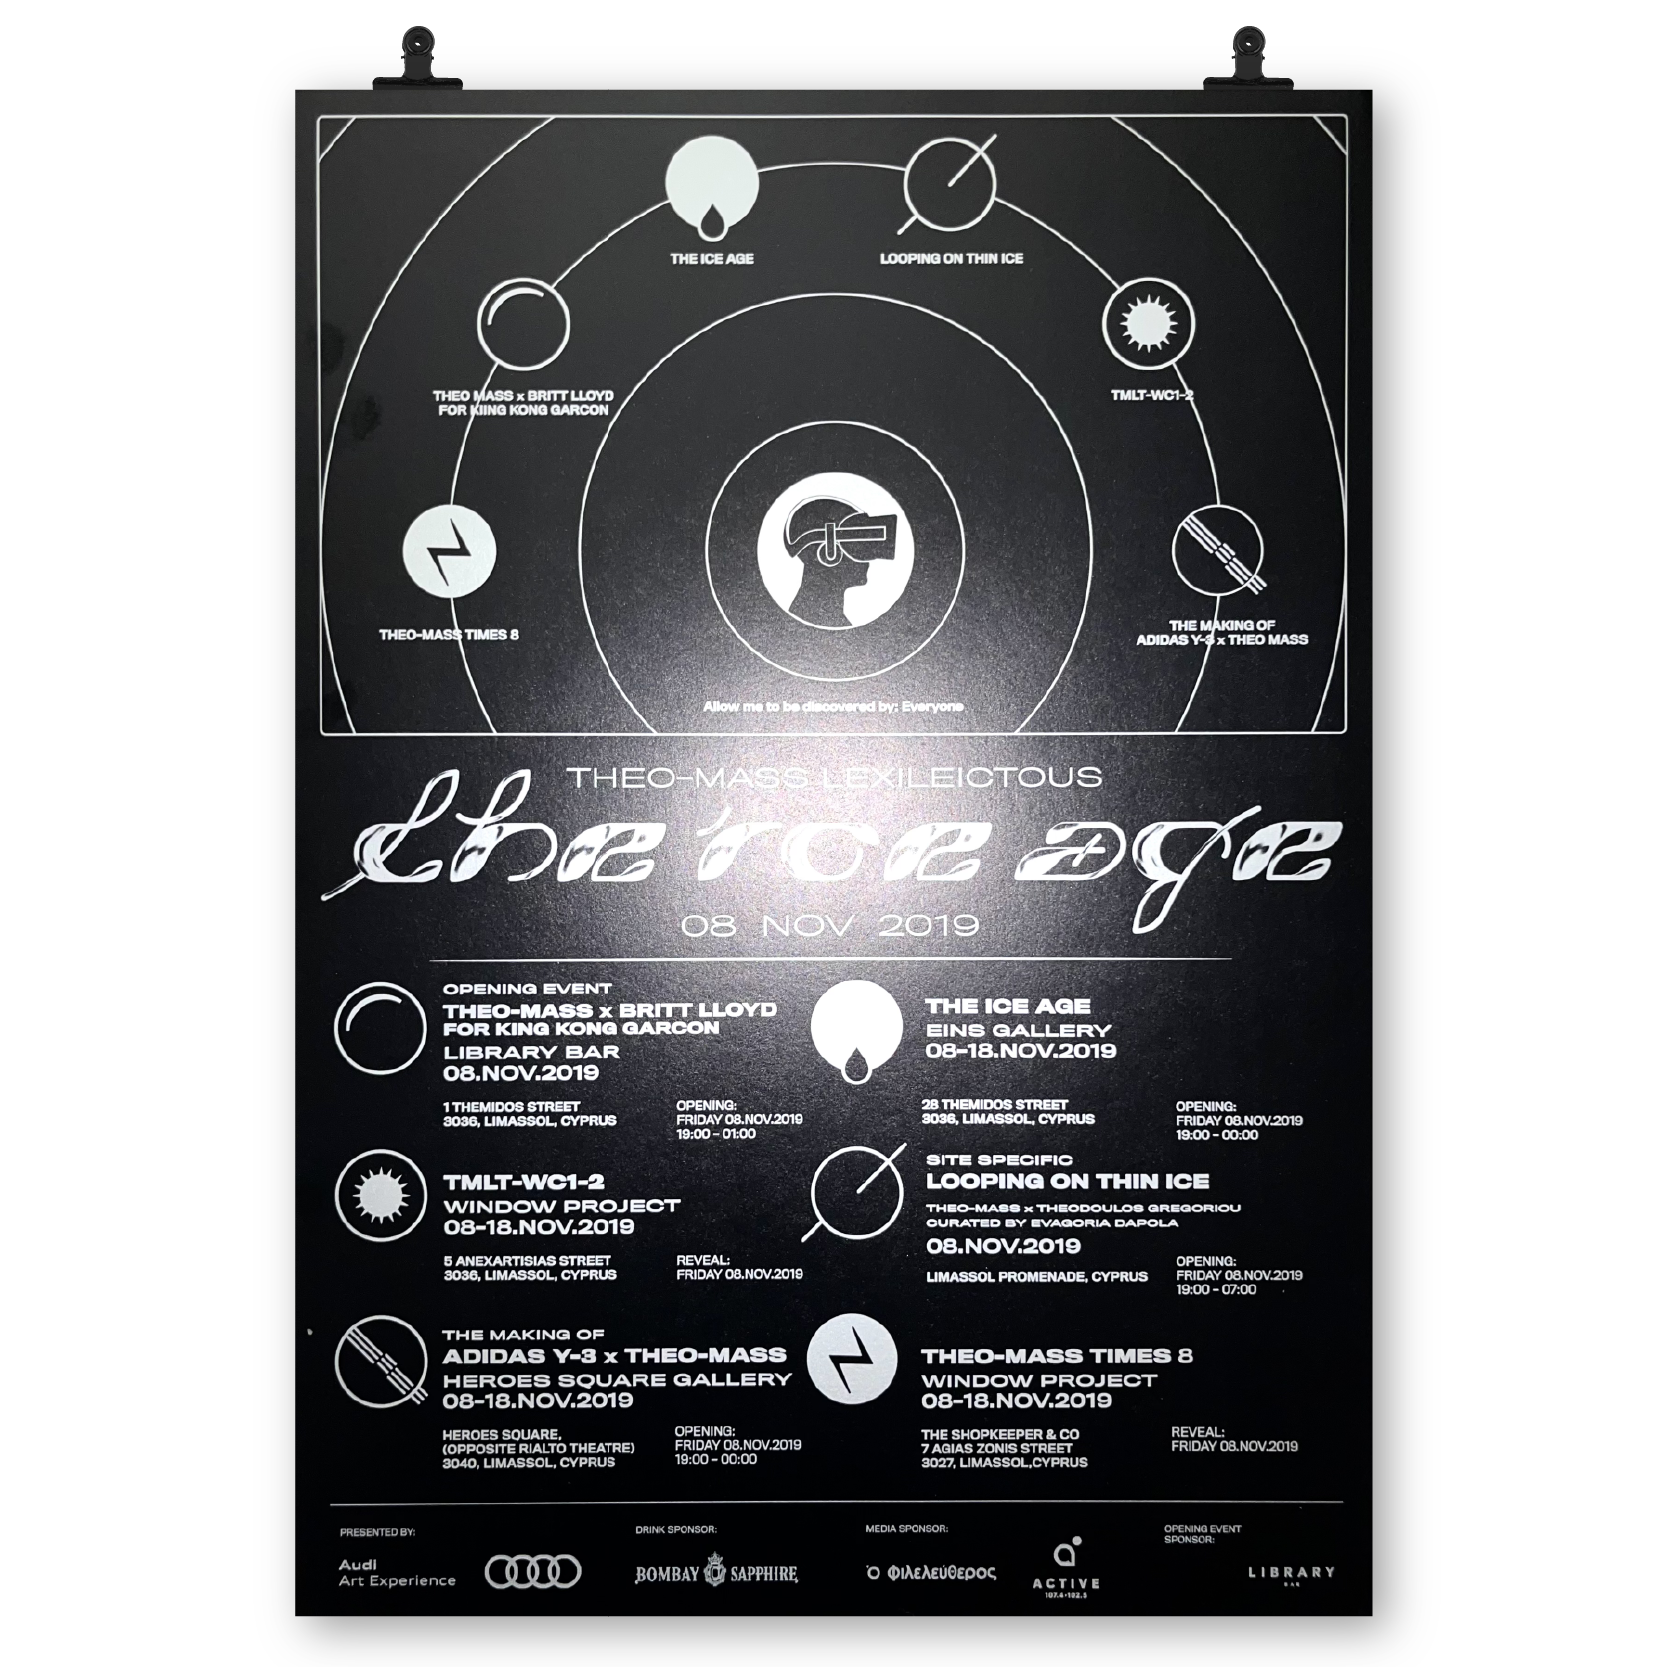 THE ICE AGE
LOOPING ON THIN ICE
THEO MASS x BRITT LLOYD
FOR KIING KONG GARCON
TMLT-WC1-2
THEO-MASS TIMES 8
THE MAKING OF
ADIDAS Y-3 x THEO MASS
Allow me to be discovered by: Everyone
THEO-MASS LEXILEICTOUS
the ice age
08 NOV 2019
OPENING EVENT
THEO-MASS x BRITT LLOYD
FOR KING KONG GARCON
LIBRARY BAR
08.NOV.2019
1 THEMIDOS STREET
3036, LIMASSOL, CYPRUS
OPENING:
FRIDAY 08.NOV.2019
19:00 - 01:00
THE ICE AGE
EINS GALLERY
08-18.NOV.2019
28 THEMIDOS STREET
3036, LIMASSOL, CYPRUS
OPENING:
FRIDAY 08.NOV.2019
19:00 - 00:00
TMLT-WC1-2
WINDOW PROJECT
08-18.NOV.2019
5 ANEXARTISIAS STREET
3036, LIMASSOL, CYPRUS
REVEAL:
FRIDAY 08.NOV.2019
SITE SPECIFIC
LOOPING ON THIN ICE
THEO-MASS x THEODOULOS GREGORIOU
CURATED BY EVAGORIA DAPOLA
08.NOV.2019
LIMASSOL PROMENADE, CYPRUS
OPENING:
FRIDAY 08.NOV.2019
19:00 - 07:00
THE MAKING OF
ADIDAS Y-3 x THEO-MASS
HEROES SQUARE GALLERY
08-18.NOV.2019
HEROES SQUARE,
(OPPOSITE RIALTO THEATRE)
3040, LIMASSOL, CYPRUS
OPENING:
FRIDAY 08.NOV.2019
19:00 - 00:00
THEO-MASS TIMES 8
WINDOW PROJECT
08-18.NOV.2019
THE SHOPKEEPER & CO
7 AGIAS ZONIS STREET
3027, LIMASSOL,CYPRUS
REVEAL:
FRIDAY 08.NOV.2019
PRESENTED BY:
Audi
Art Experience
DRINK SPONSOR:
BOMBAY SAPPHIRE
MEDIA SPONSOR:
Ὁ Φιλελεύθερος
ACTIVE
107.4-102.5
OPENING EVENT
SPONSOR:
LIBRARY
BAR